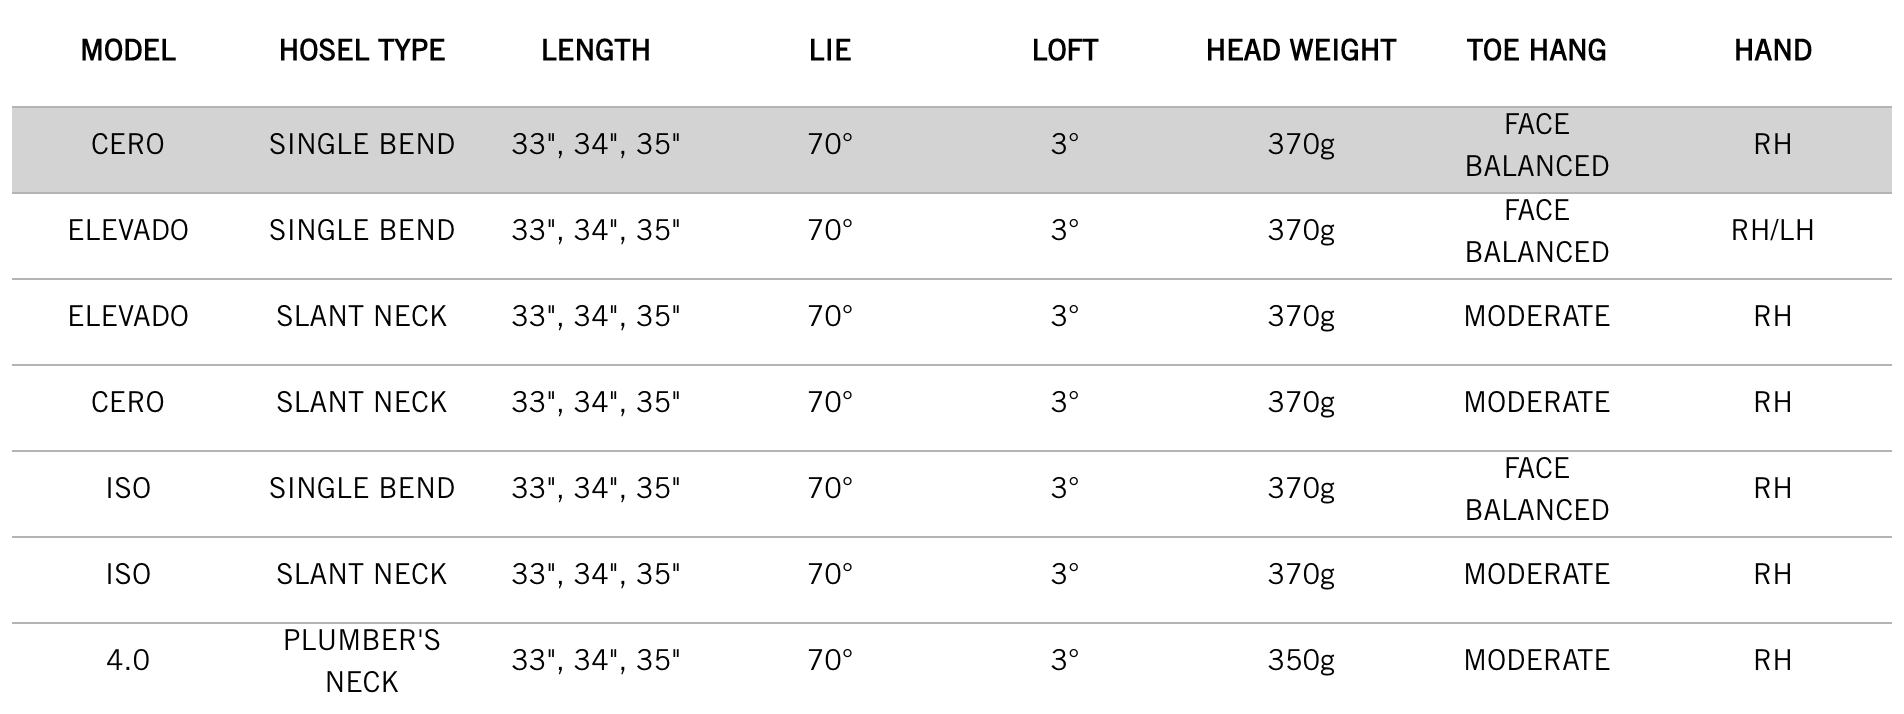 MODEL HOSEL TYPE LENGTH LIE LOFT HEAD WEIGHT TOE HANG HAND
CERO SINGLE BEND 33", 34", 35" 70° 3° 370g FACE BALANCED RH
ELEVADO SINGLE BEND 33", 34", 35" 70° 3° 370g FACE BALANCED RH/LH
ELEVADO SLANT NECK 33", 34", 35" 70° 3° 370g MODERATE RH
CERO SLANT NECK 33", 34", 35" 70° 3° 370g MODERATE RH
ISO SINGLE BEND 33", 34", 35" 70° 3° 370g FACE BALANCED RH
ISO SLANT NECK 33", 34", 35" 70° 3° 370g MODERATE RH
4.0 PLUMBER'S NECK 33", 34", 35" 70° 3° 350g MODERATE RH